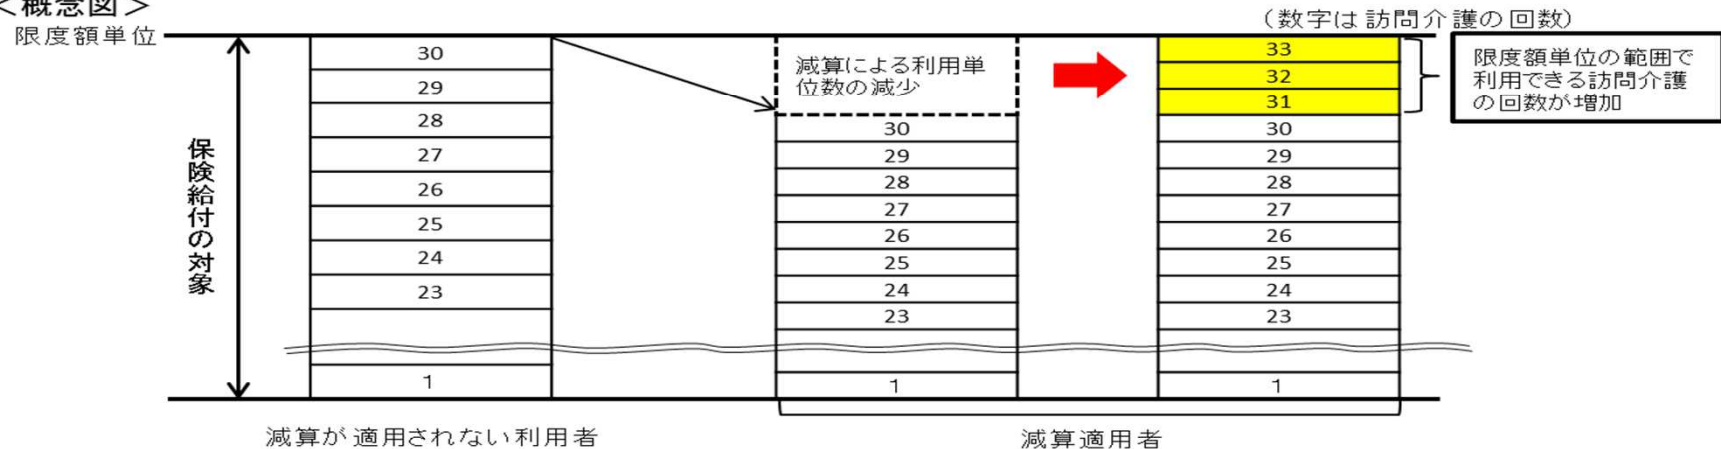 ＜概念図＞
（数字は訪問介護の回数）
限度額単位
保険給付の対象
30
29
28
27
26
25
24
23
1
減算による利用単
位数の減少
30
29
28
27
26
25
24
23
1
33
32
31
30
29
28
27
26
25
24
23
1
限度額単位の範囲で
利用できる訪問介護
の回数が増加
減算が適用されない利用者
減算適用者